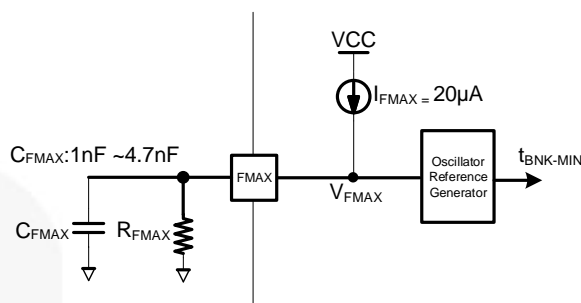 VCC
IFMAX = 20µA
CFMAX:1nF ~4.7nF
FMAX
Oscillator
Reference
Generator
tBNK-MIN
VFMAX
CFMAX
RFMAX